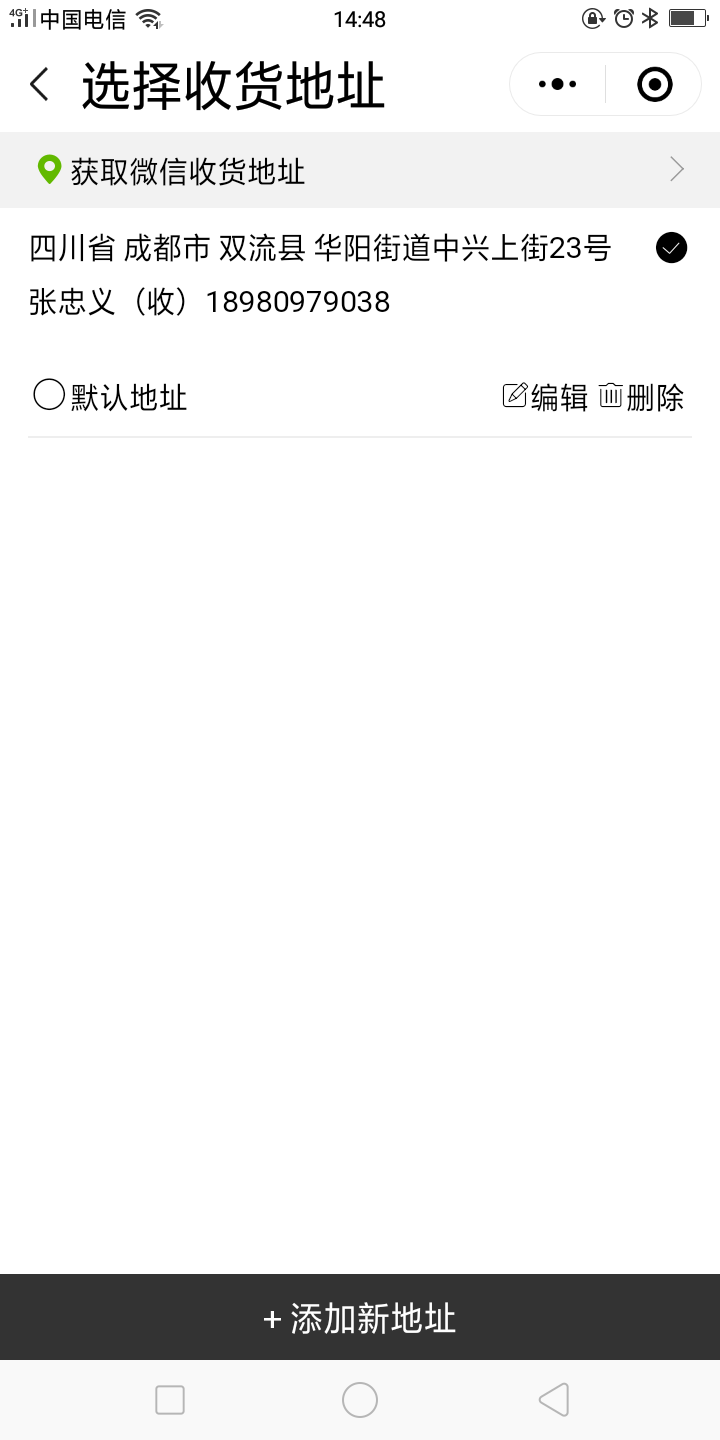 4G+ 中国电信 14:48
选择收货地址
获取微信收货地址
四川省 成都市 双流县 华阳街道中兴上街23号
张忠义（收）18980979038
默认地址 编辑 删除
+ 添加新地址